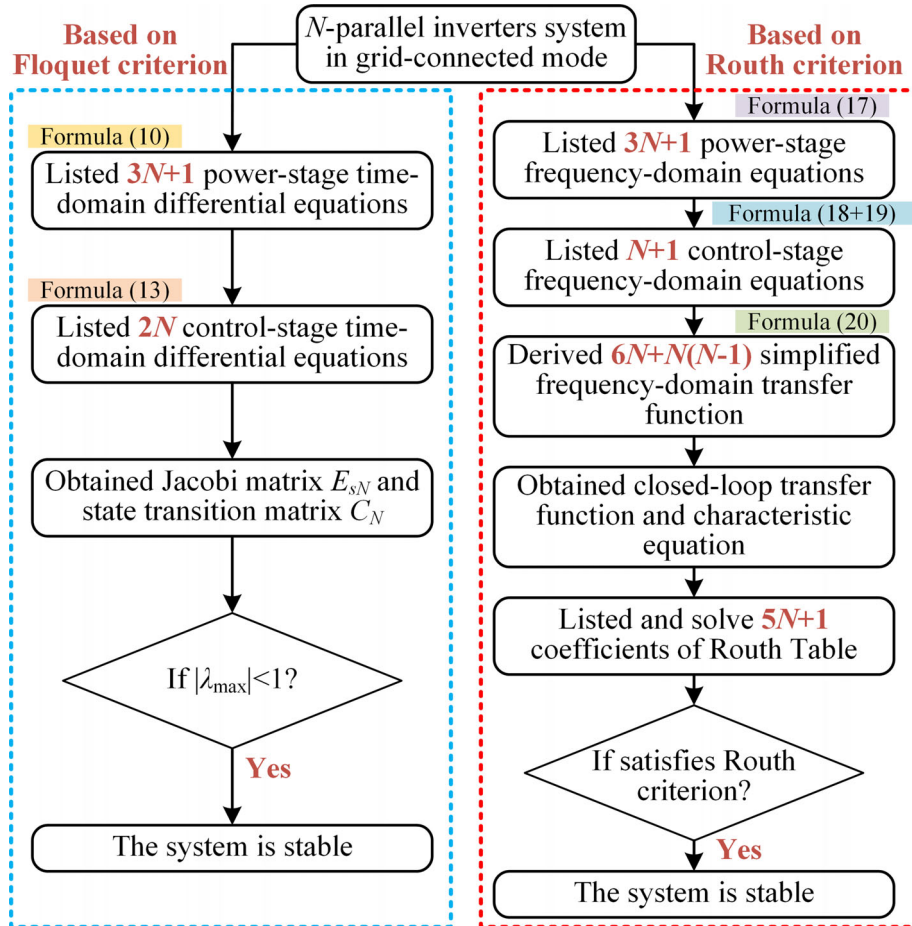 N-parallel inverters system
in grid-connected mode
Based on
Floquet criterion
Formula (10)
Listed 3N+1 power-stage time-
domain differential equations
Formula (13)
Listed 2N control-stage time-
domain differential equations
Obtained Jacobi matrix EsN and
state transition matrix CN
If |λmax|<1?
Yes
The system is stable
Based on
Routh criterion
Formula (17)
Listed 3N+1 power-stage
frequency-domain equations
Formula (18+19)
Listed N+1 control-stage
frequency-domain equations
Formula (20)
Derived 6N+N(N-1) simplified
frequency-domain transfer
function
Obtained closed-loop transfer
function and characteristic
equation
Listed and solve 5N+1
coefficients of Routh Table
If satisfies Routh
criterion?
Yes
The system is stable